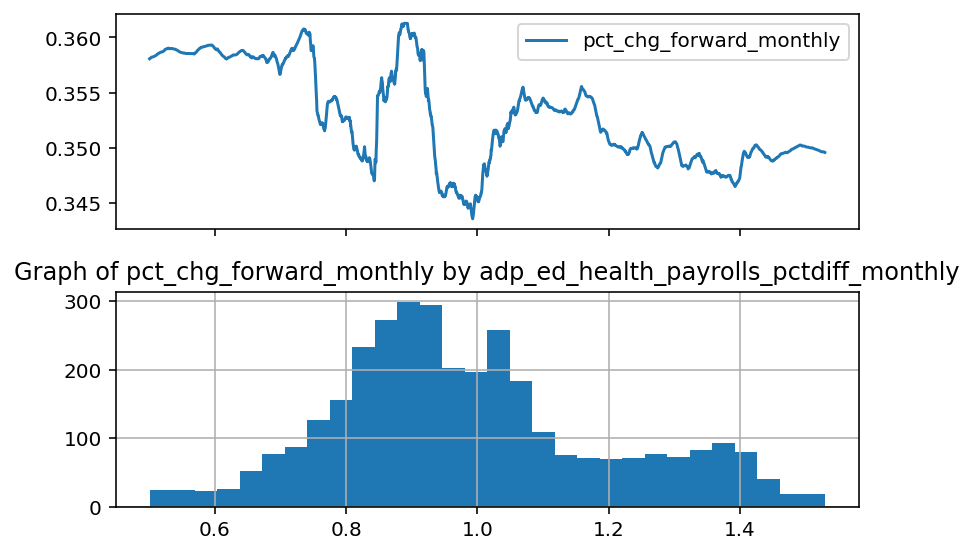 0.360
pct_chg_forward_monthly
0.355
0.350
0.345
Graph of pct_chg_forward_monthly by adp_ed_health_payrolls_pctdiff_monthly
300
200
100
0
0.6 0.8 1.0 1.2 1.4